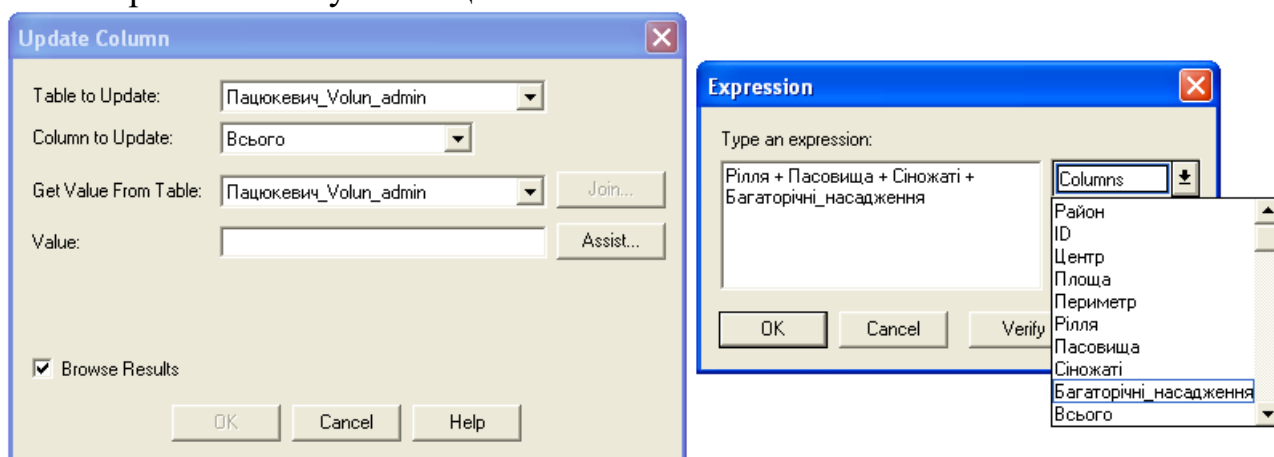 Update Column
Table to Update: Пацюкевич_Volun_admin
Column to Update: Всього
Get Value From Table: Пацюкевич_Volun_admin Join...
Value: Assist...
Browse Results
OK Cancel Help
Expression
Type an expression:
Рілля + Пасовища + Сіножаті +
Багаторічні_насадження
Columns
Район
ID
Центр
Площа
Периметр
Рілля
Пасовища
Сіножаті
Багаторічні_насадження
Всього
OK Cancel Verify